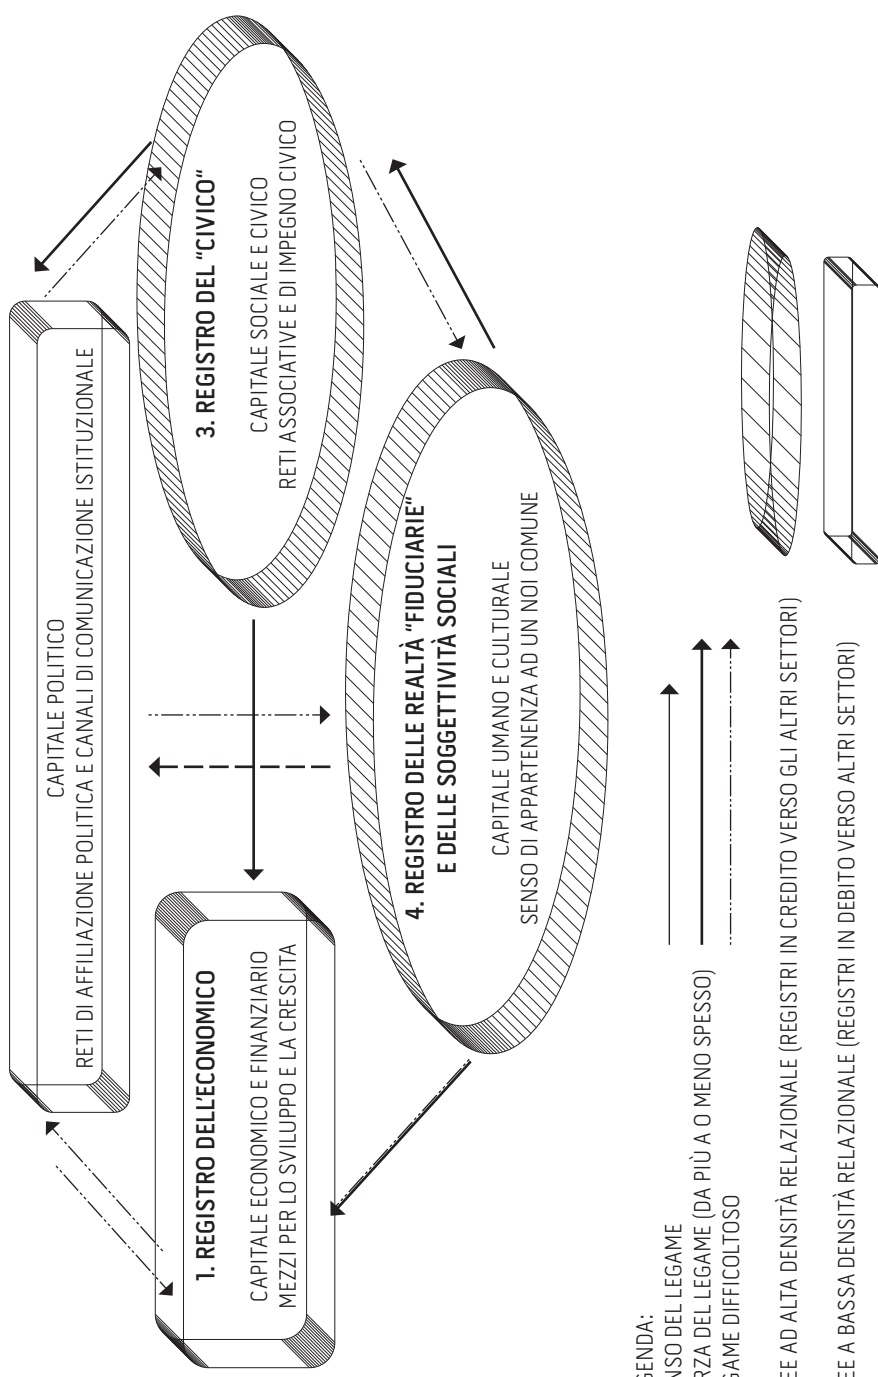 CAPITALE POLITICO
RETI DI AFFILIAZIONE POLITICA E CANALI DI COMUNICAZIONE ISTITUZIONALE
1. REGISTRO DELL'ECONOMICO
CAPITALE ECONOMICO E FINANZIARIO
MEZZI PER LO SVILUPPO E LA CRESCITA
3. REGISTRO DEL "CIVICO"
CAPITALE SOCIALE E CIVICO
RETI ASSOCIATIVE E DI IMPEGNO CIVICO
4. REGISTRO DELLE REALTÀ "FIDUCIARIE"
E DELLE SOGGETTIVITÀ SOCIALI
CAPITALE UMANO E CULTURALE
SENSO DI APPARTENENZA AD UN NOI COMUNE
GENDA:
NSO DEL LEGAME
RZA DEL LEGAME (DA PIÙ A O MENO SPESSO)
GAME DIFFICOLTOSO
EE AD ALTA DENSITÀ RELAZIONALE (REGISTRI IN CREDITO VERSO GLI ALTRI SETTORI)
EE A BASSA DENSITÀ RELAZIONALE (REGISTRI IN DEBITO VERSO ALTRI SETTORI)